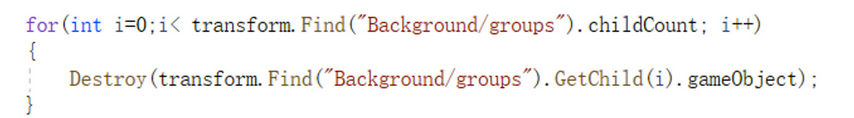 for(int i=0;i< transform.Find("Background/groups").childCount; i++)
{
Destroy(transform.Find("Background/groups").GetChild(i).gameObject);
}